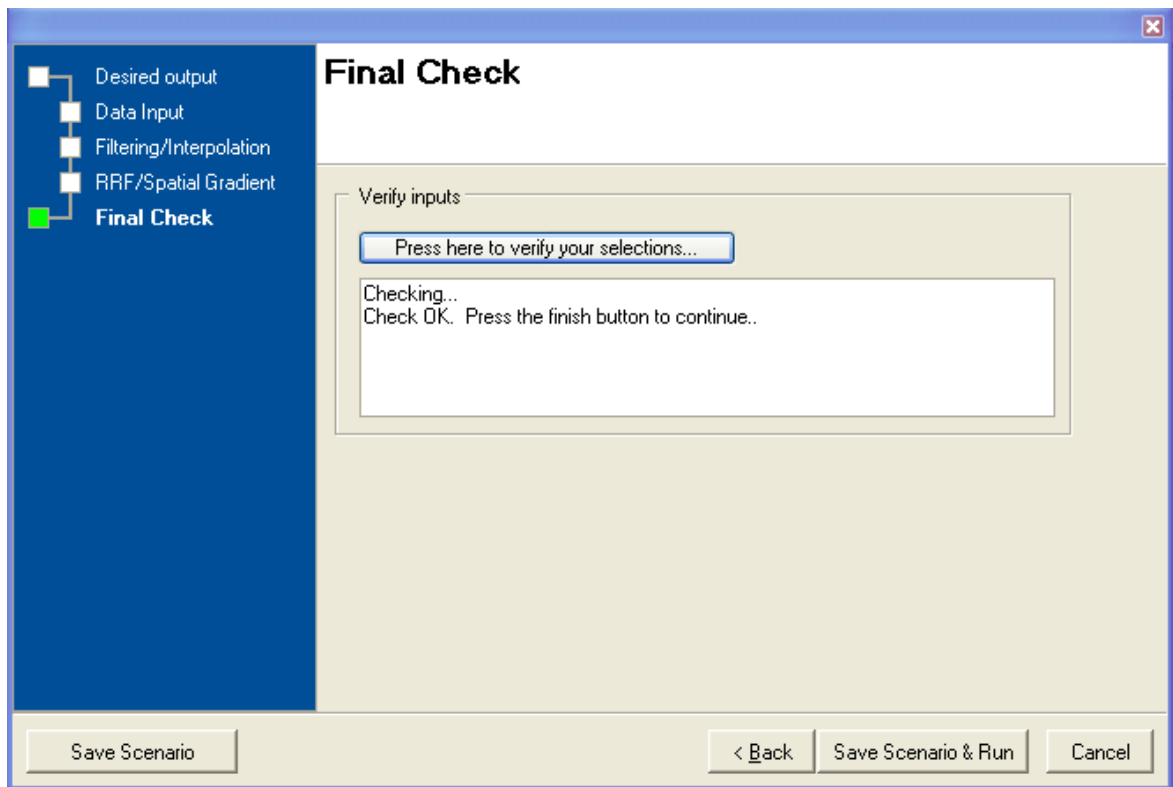 Desired output
Data Input
Filtering/Interpolation
RRF/Spatial Gradient
Final Check
Final Check
Verify inputs
Press here to verify your selections...
Checking...
Check OK.  Press the finish button to continue..
Save Scenario
< Back
Save Scenario & Run
Cancel